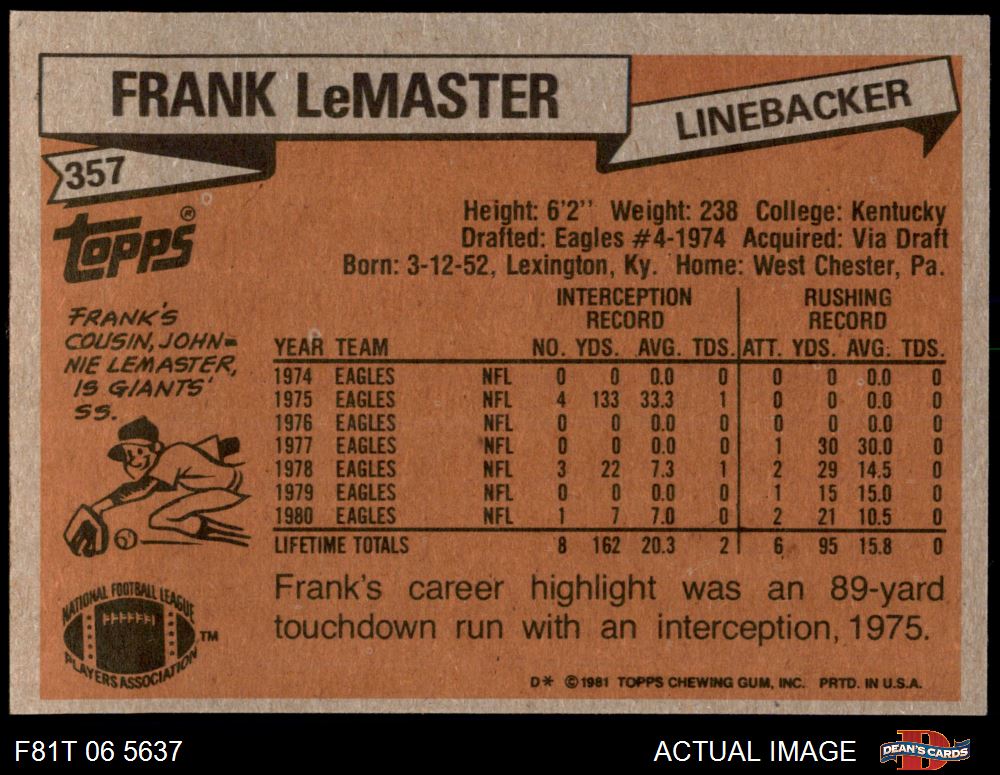 FRANK LeMASTER
LINEBACKER
357
TOPPS®
Height: 6'2'' Weight: 238 College: Kentucky
Drafted: Eagles #4-1974 Acquired: Via Draft
Born: 3-12-52, Lexington, Ky. Home: West Chester, Pa.
FRANK'S
COUSIN, JOHN=
NIE LEMASTER,
IS GIANTS'
SS.
INTERCEPTION RUSHING
RECORD RECORD
YEAR TEAM NO. YDS. AVG. TDS. ATT. YDS. AVG. TDS.
1974 EAGLES NFL 0 0 0.0 0 0 0 0.0 0
1975 EAGLES NFL 4 133 33.3 1 0 0 0.0 0
1976 EAGLES NFL 0 0 0.0 0 0 0 0.0 0
1977 EAGLES NFL 0 0 0.0 0 1 30 30.0 0
1978 EAGLES NFL 3 22 7.3 1 2 29 14.5 0
1979 EAGLES NFL 0 0 0.0 0 1 15 15.0 0
1980 EAGLES NFL 1 7 7.0 0 2 21 10.5 0
LIFETIME TOTALS 8 162 20.3 2 6 95 15.8 0
Frank's career highlight was an 89-yard
touchdown run with an interception, 1975.
NATIONAL FOOTBALL LEAGUE
PLAYERS ASSOCIATION
TM
D* ©1981 TOPPS CHEWING GUM, INC. PRTD. IN U.S.A.
F81T 06 5637
ACTUAL IMAGE
DEAN'S CARDS